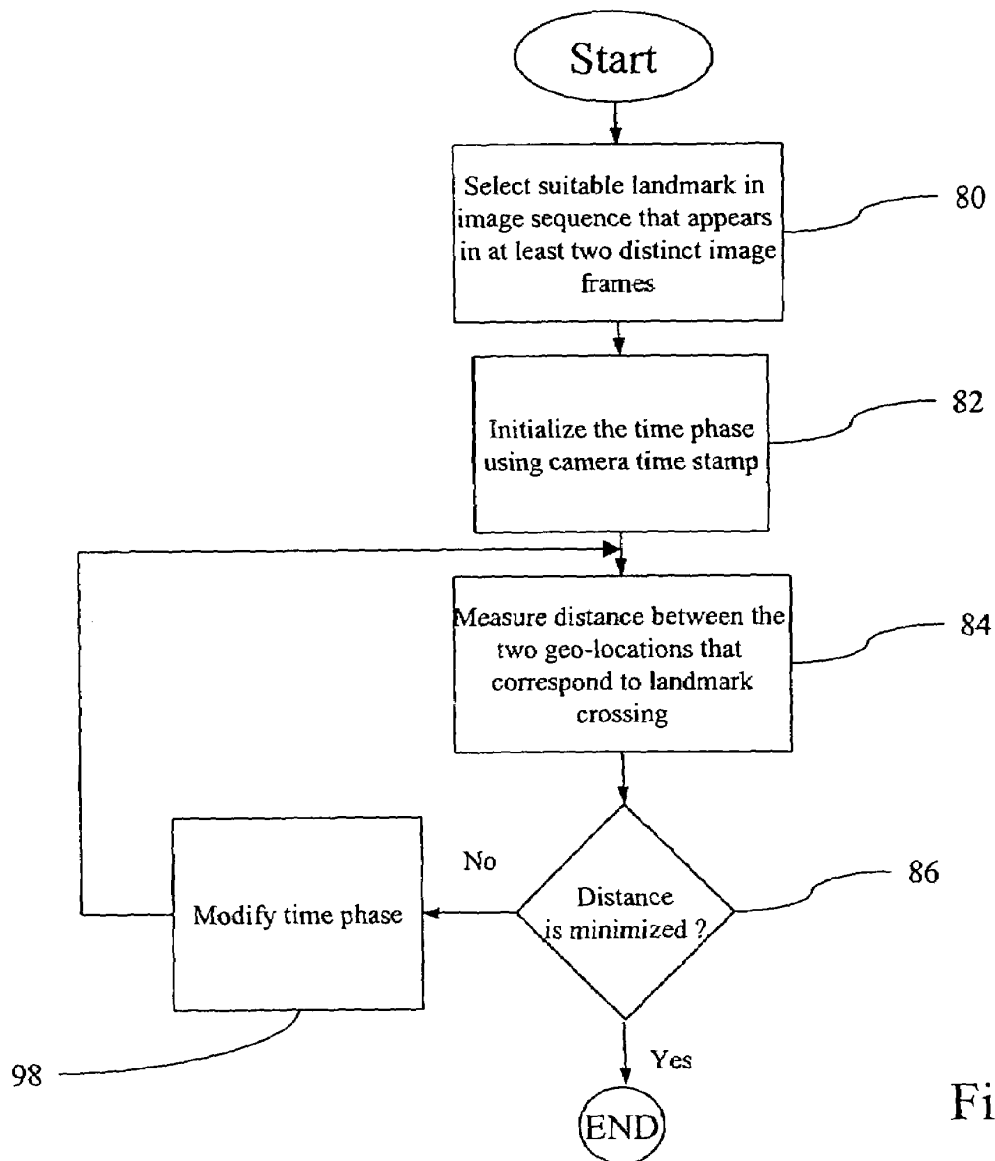 Start
Select suitable landmark in
image sequence that appears
in at least two distinct image
frames
80
Initialize the time phase
using camera time stamp
82
Measure distance between the
two geo-locations that
correspond to landmark
crossing
84
Distance
is minimized ?
86
No
Modify time phase
98
Yes
END
Fi